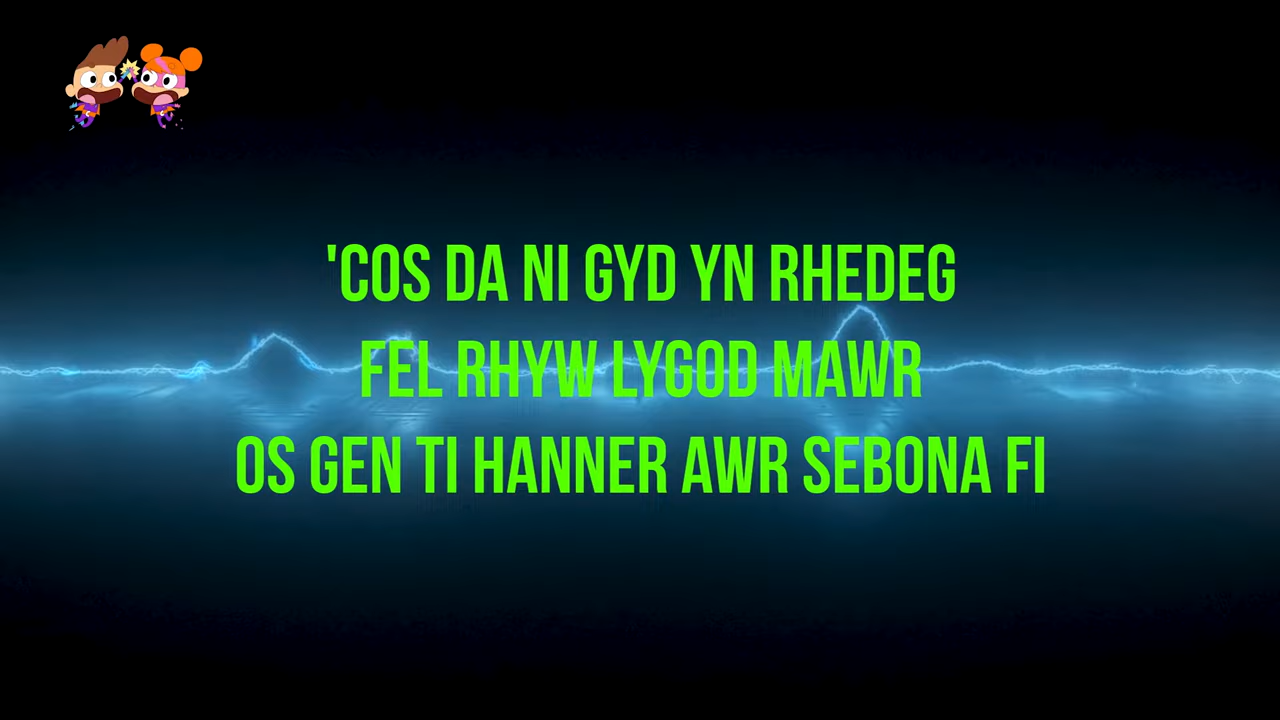 'COS DA NI GYD YN RHEDEG
FEL RHYW LYGOD MAWR
OS GEN TI HANNER AWR SEBONA FI